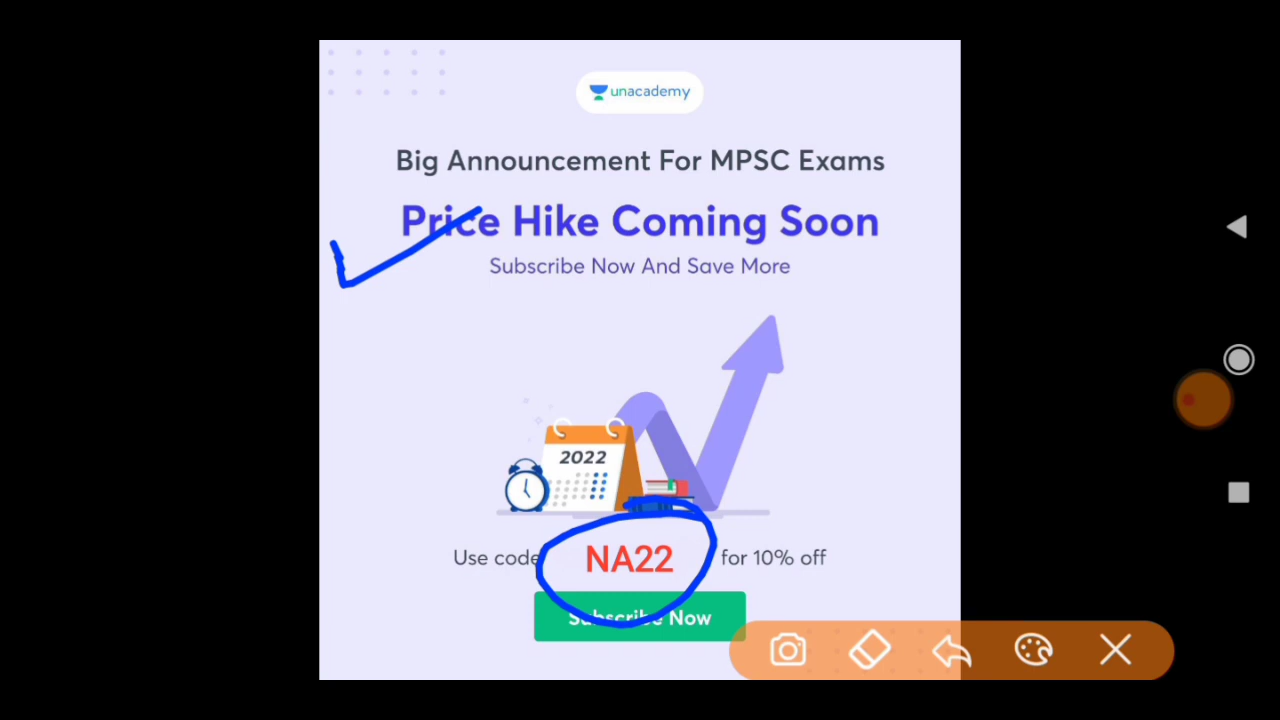 unacademy
Big Announcement For MPSC Exams
Price Hike Coming Soon
Subscribe Now And Save More
2022
Use code NA22 for 10% off
Subscribe Now